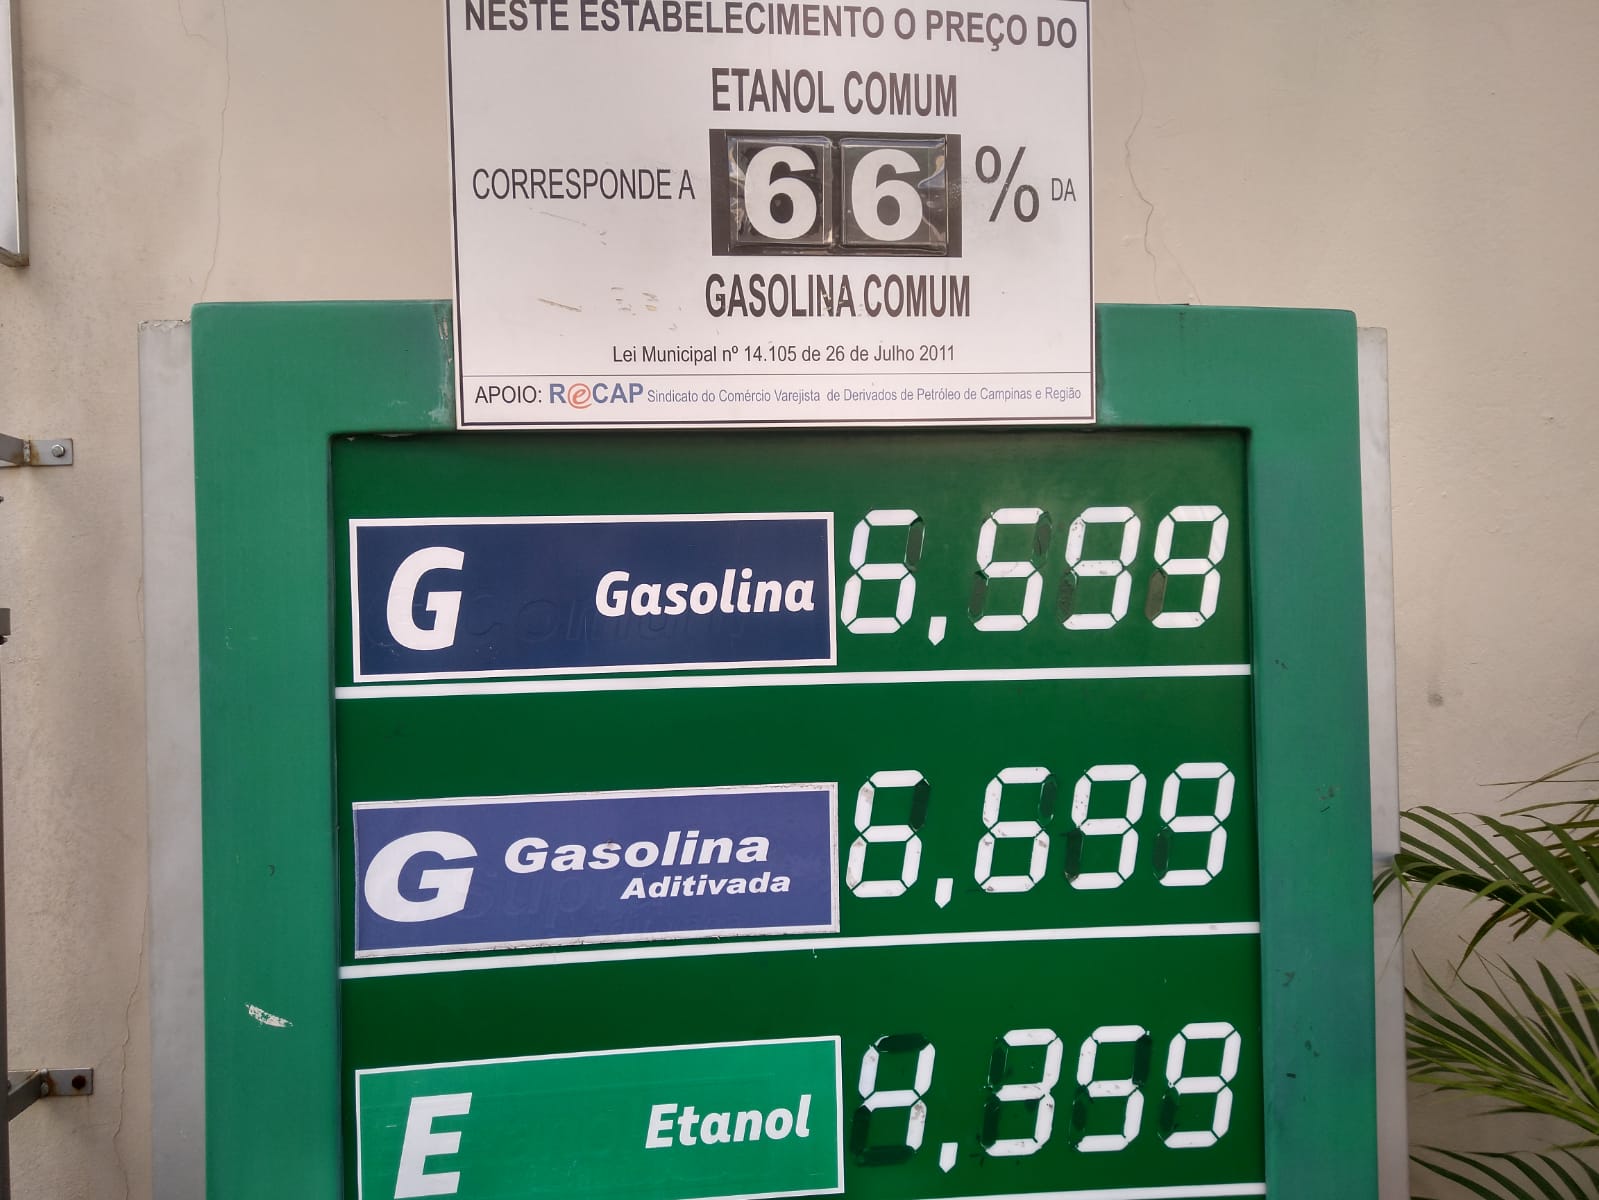 NESTE ESTABELECIMENTO O PREÇO DO
ETANOL COMUM
CORRESPONDE A 66 % DA
GASOLINA COMUM
Lei Municipal nº 14.105 de 26 de Julho 2011
APOIO: ReCAP Sindicato do Comércio Varejista de Derivados de Petróleo de Campinas e Região
G Gasolina 6,599
G Gasolina Aditivada 6,699
E Etanol 4,359